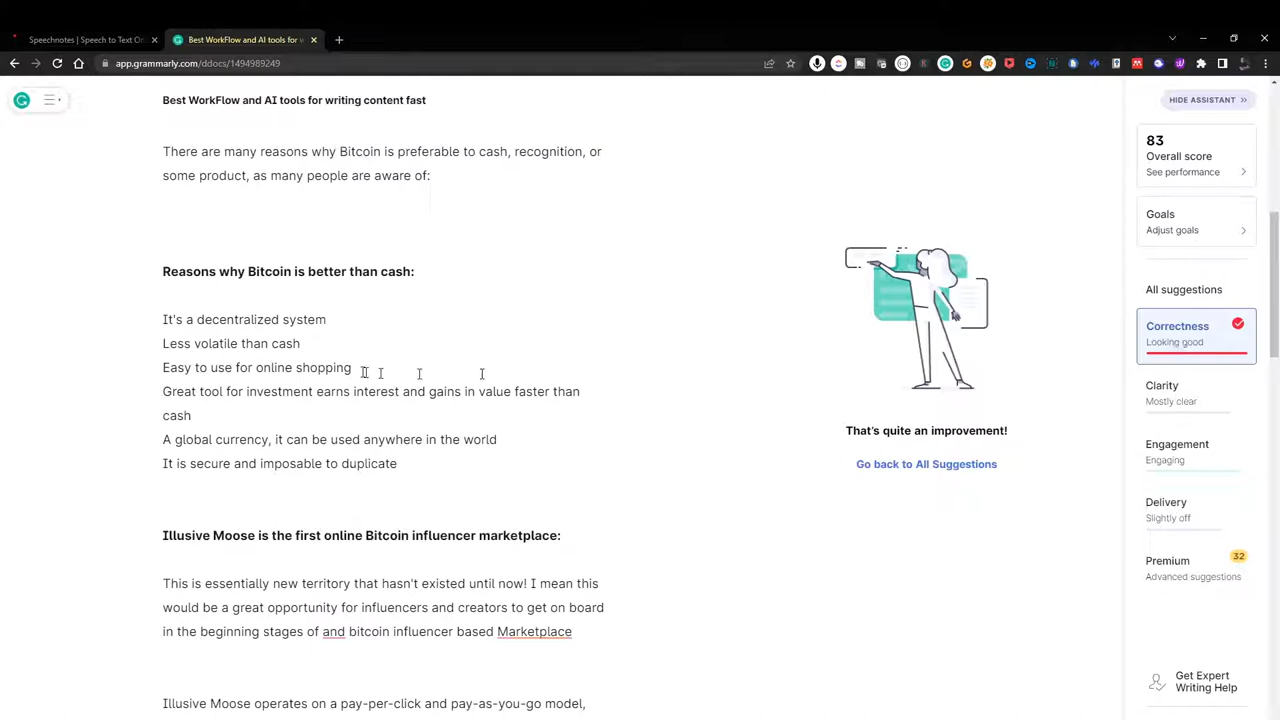 Speechnotes | Speech to Text On
Best WorkFlow and AI tools for w
app.grammarly.com/ddocs/1494989249
Best WorkFlow and AI tools for writing content fast
HIDE ASSISTANT
There are many reasons why Bitcoin is preferable to cash, recognition, or
some product, as many people are aware of:
Reasons why Bitcoin is better than cash:
It's a decentralized system
Less volatile than cash
Easy to use for online shopping
Great tool for investment earns interest and gains in value faster than
cash
A global currency, it can be used anywhere in the world
It is secure and imposable to duplicate
Illusive Moose is the first online Bitcoin influencer marketplace:
This is essentially new territory that hasn't existed until now! I mean this
would be a great opportunity for influencers and creators to get on board
in the beginning stages of and bitcoin influencer based Marketplace
Illusive Moose operates on a pay-per-click and pay-as-you-go model,
That's quite an improvement!
Go back to All Suggestions
83
Overall score
See performance
Goals
Adjust goals
All suggestions
Correctness
Looking good
Clarity
Mostly clear
Engagement
Engaging
Delivery
Slightly off
Premium
32
Advanced suggestions
Get Expert
Writing Help